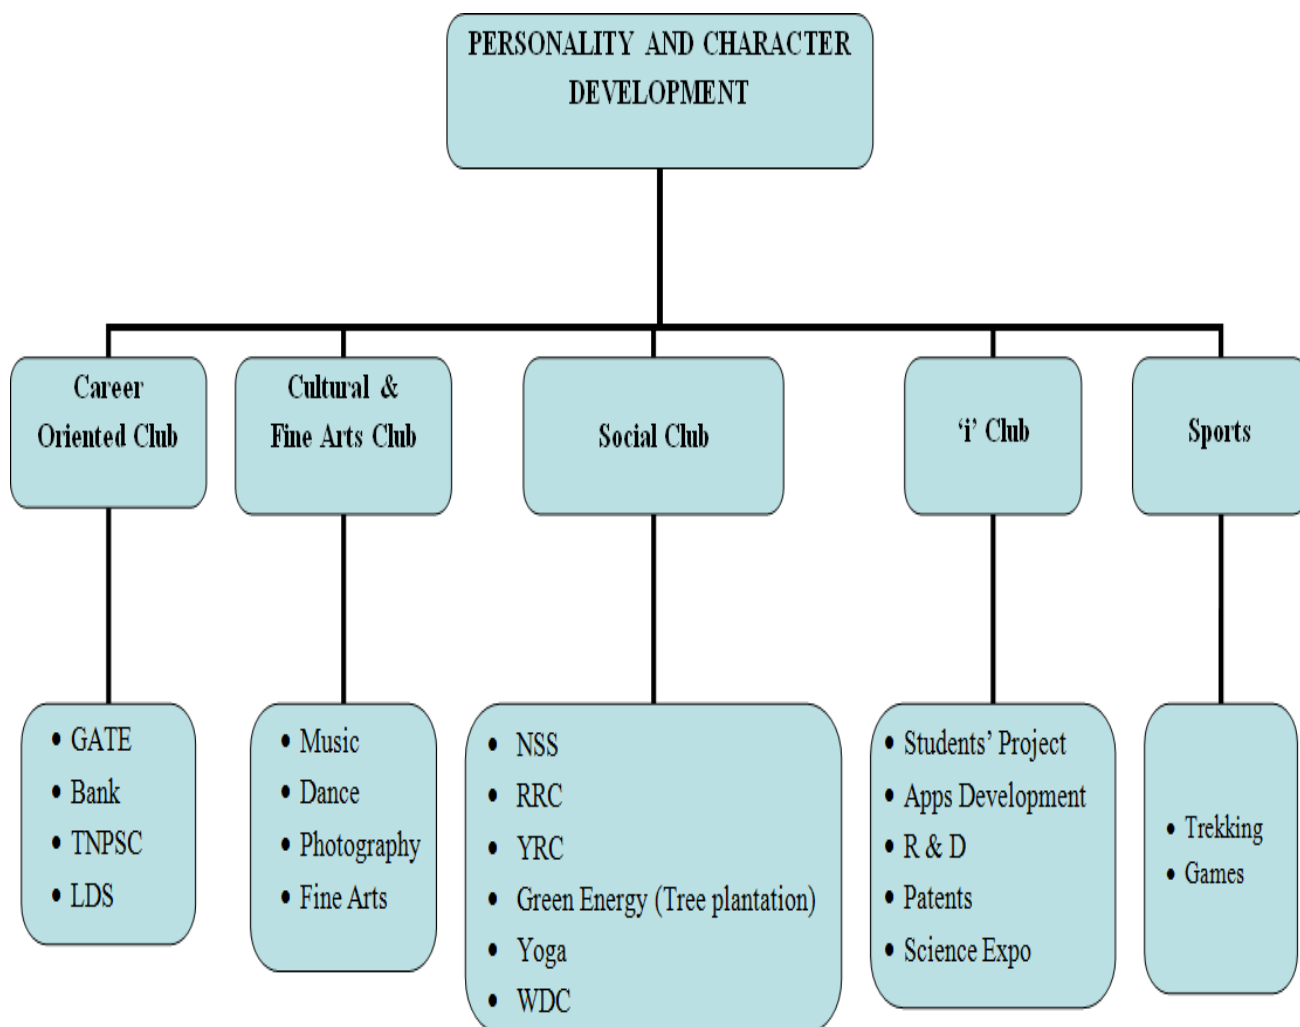 PERSONALITY AND CHARACTER
DEVELOPMENT
Career
Oriented Club
Cultural &
Fine Arts Club
Social Club
‘i’ Club
Sports
• GATE
• Bank
• TNPSC
• LDS
• Music
• Dance
• Photography
• Fine Arts
• NSS
• RRC
• YRC
• Green Energy (Tree plantation)
• Yoga
• WDC
• Students’ Project
• Apps Development
• R & D
• Patents
• Science Expo
• Trekking
• Games